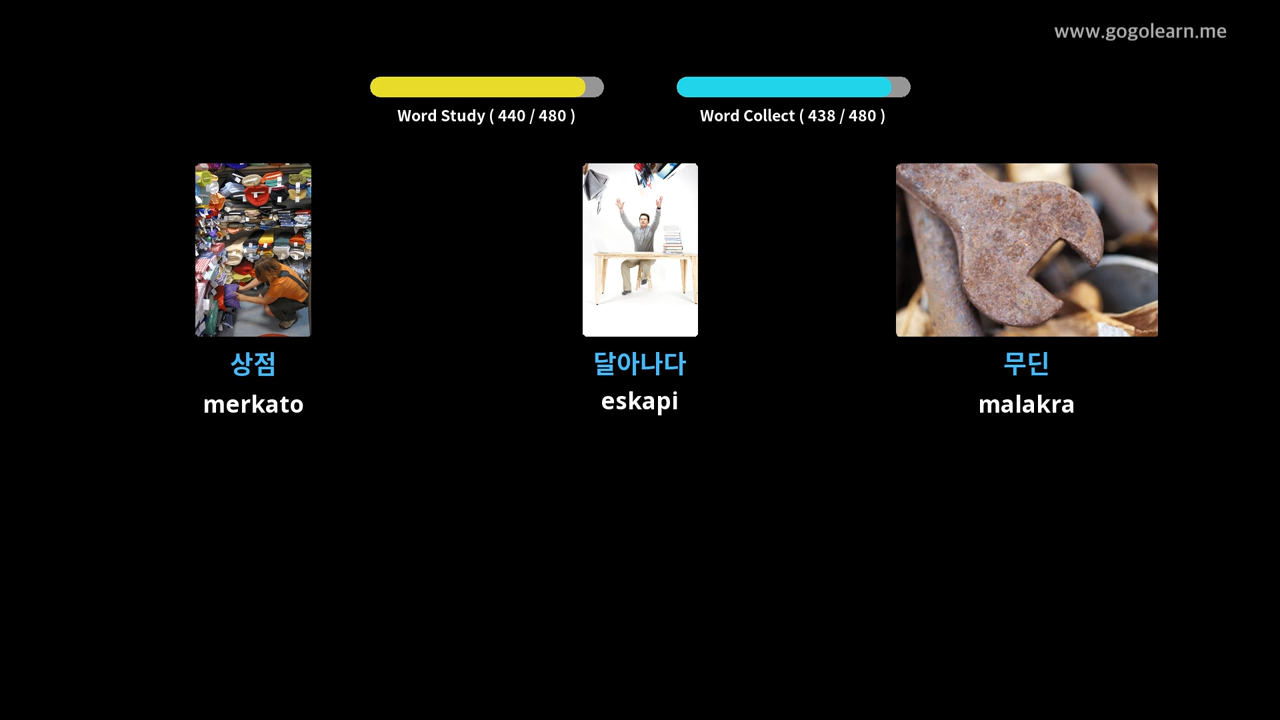 www.gogolearn.me
Word Study ( 440 / 480 )
Word Collect ( 438 / 480 )
상점
merkato
달아나다
eskapi
무딘
malakra